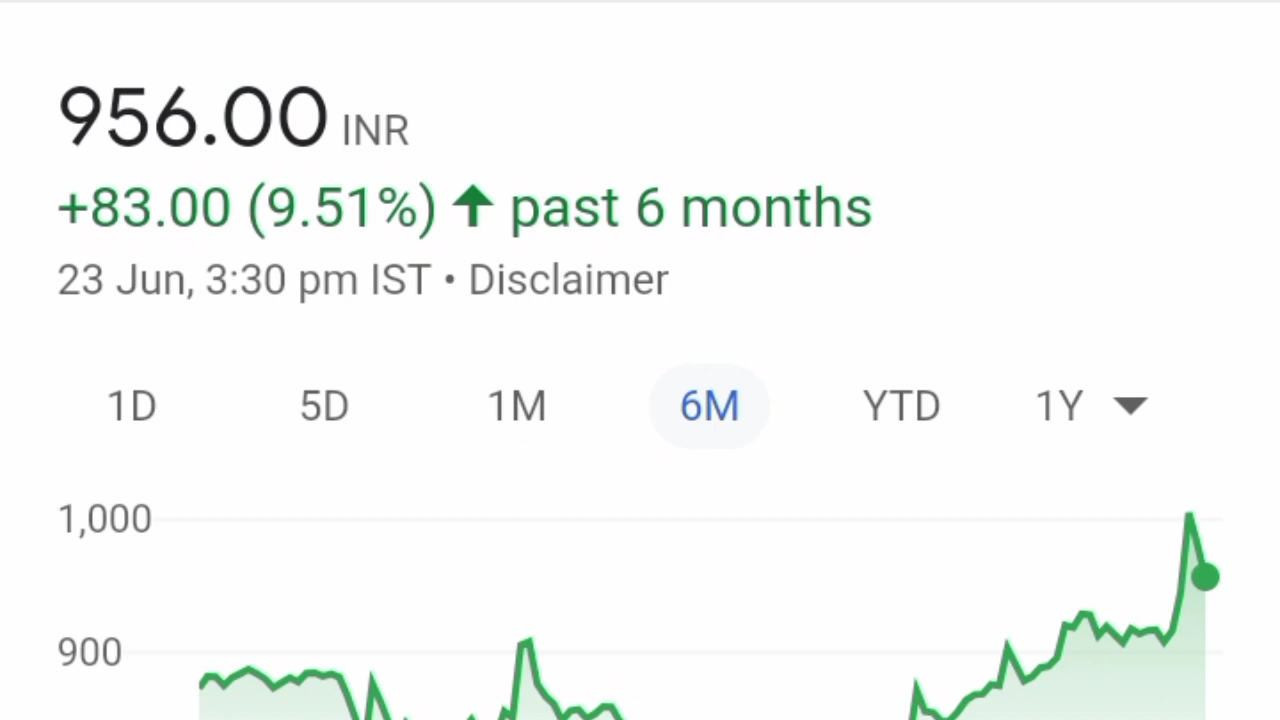 956.00 INR
+83.00 (9.51%) ↑ past 6 months
23 Jun, 3:30 pm IST • Disclaimer
1D 5D 1M 6M YTD 1Y
1,000
900